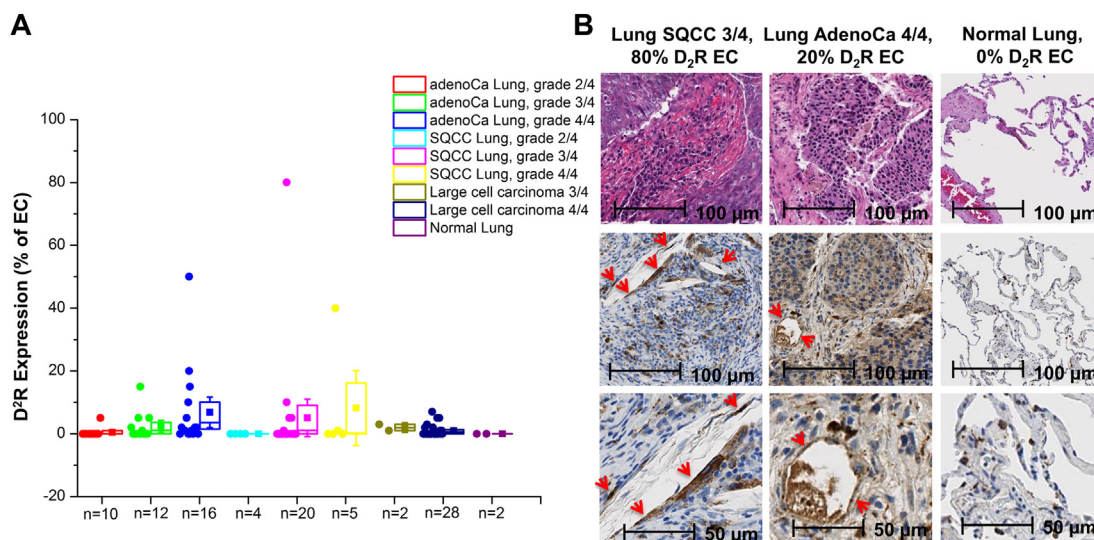 A
adenoCa Lung, grade 2/4
adenoCa Lung, grade 3/4
adenoCa Lung, grade 4/4
SQCC Lung, grade 2/4
SQCC Lung, grade 3/4
SQCC Lung, grade 4/4
Large cell carcinoma 3/4
Large cell carcinoma 4/4
Normal Lung
D²R Expression (% of EC)
100
80
60
40
20
0
-20
n=10 n=12 n=16 n=4 n=20 n=5 n=2 n=28 n=2
B
Lung SQCC 3/4, 80% D₂R EC
Lung AdenoCa 4/4, 20% D₂R EC
Normal Lung, 0% D₂R EC
100 µm 100 µm 100 µm
100 µm 100 µm 100 µm
50 µm 50 µm 50 µm